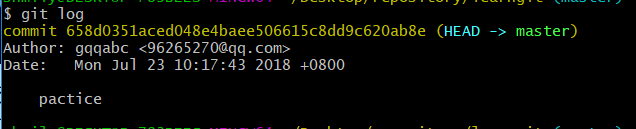 $ git log
commit 658d0351aced048e4baee506615c8dd9c620ab8e (HEAD -> master)
Author: gqqabc <96265270@qq.com>
Date:   Mon Jul 23 10:17:43 2018 +0800
    pactice